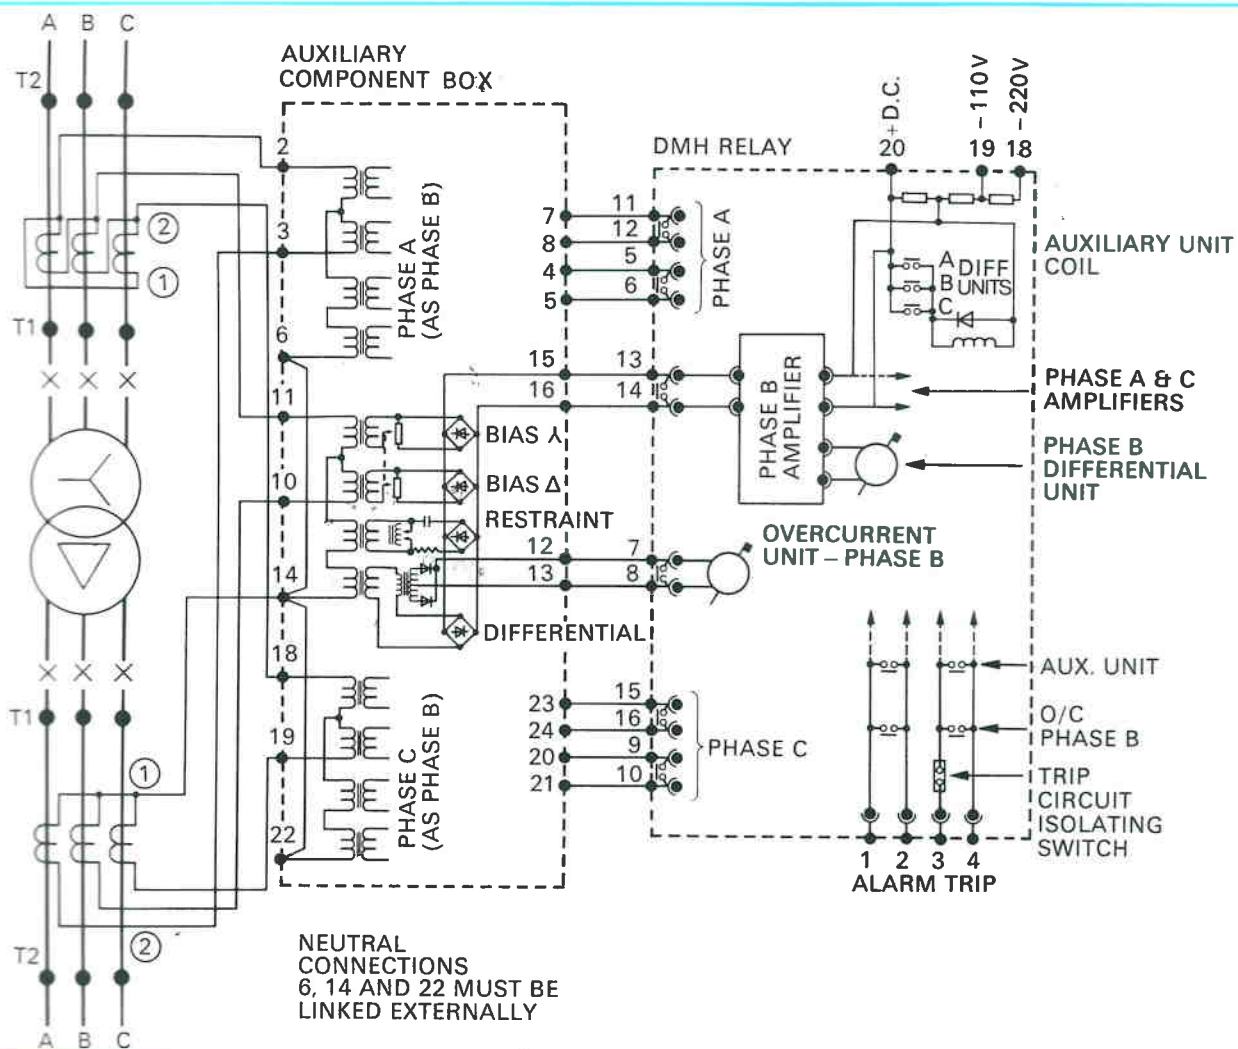 A B C
T2
AUXILIARY
COMPONENT BOX
2
3
6
11
10
14
18
19
22
PHASE A
(AS PHASE B)
7
8
4
5
15
16
12
13
23
24
20
21
BIAS Y
BIAS Δ
RESTRAINT
DIFFERENTIAL
PHASE C
(AS PHASE B)
2
1
T1
T1
1
2
T2
A B C
NEUTRAL
CONNECTIONS
6, 14 AND 22 MUST BE
LINKED EXTERNALLY
DMH RELAY
+ D.C.
20
-110V
19
-220V
18
11
12
5
6
PHASE A
13
14
7
8
15
16
9
10
PHASE C
PHASE B
AMPLIFIER
A DIFF
B UNITS
C
AUXILIARY UNIT
COIL
PHASE A & C
AMPLIFIERS
PHASE B
DIFFERENTIAL
UNIT
OVERCURRENT
UNIT – PHASE B
AUX. UNIT
O/C
PHASE B
TRIP
CIRCUIT
ISOLATING
SWITCH
1 2 3 4
ALARM TRIP